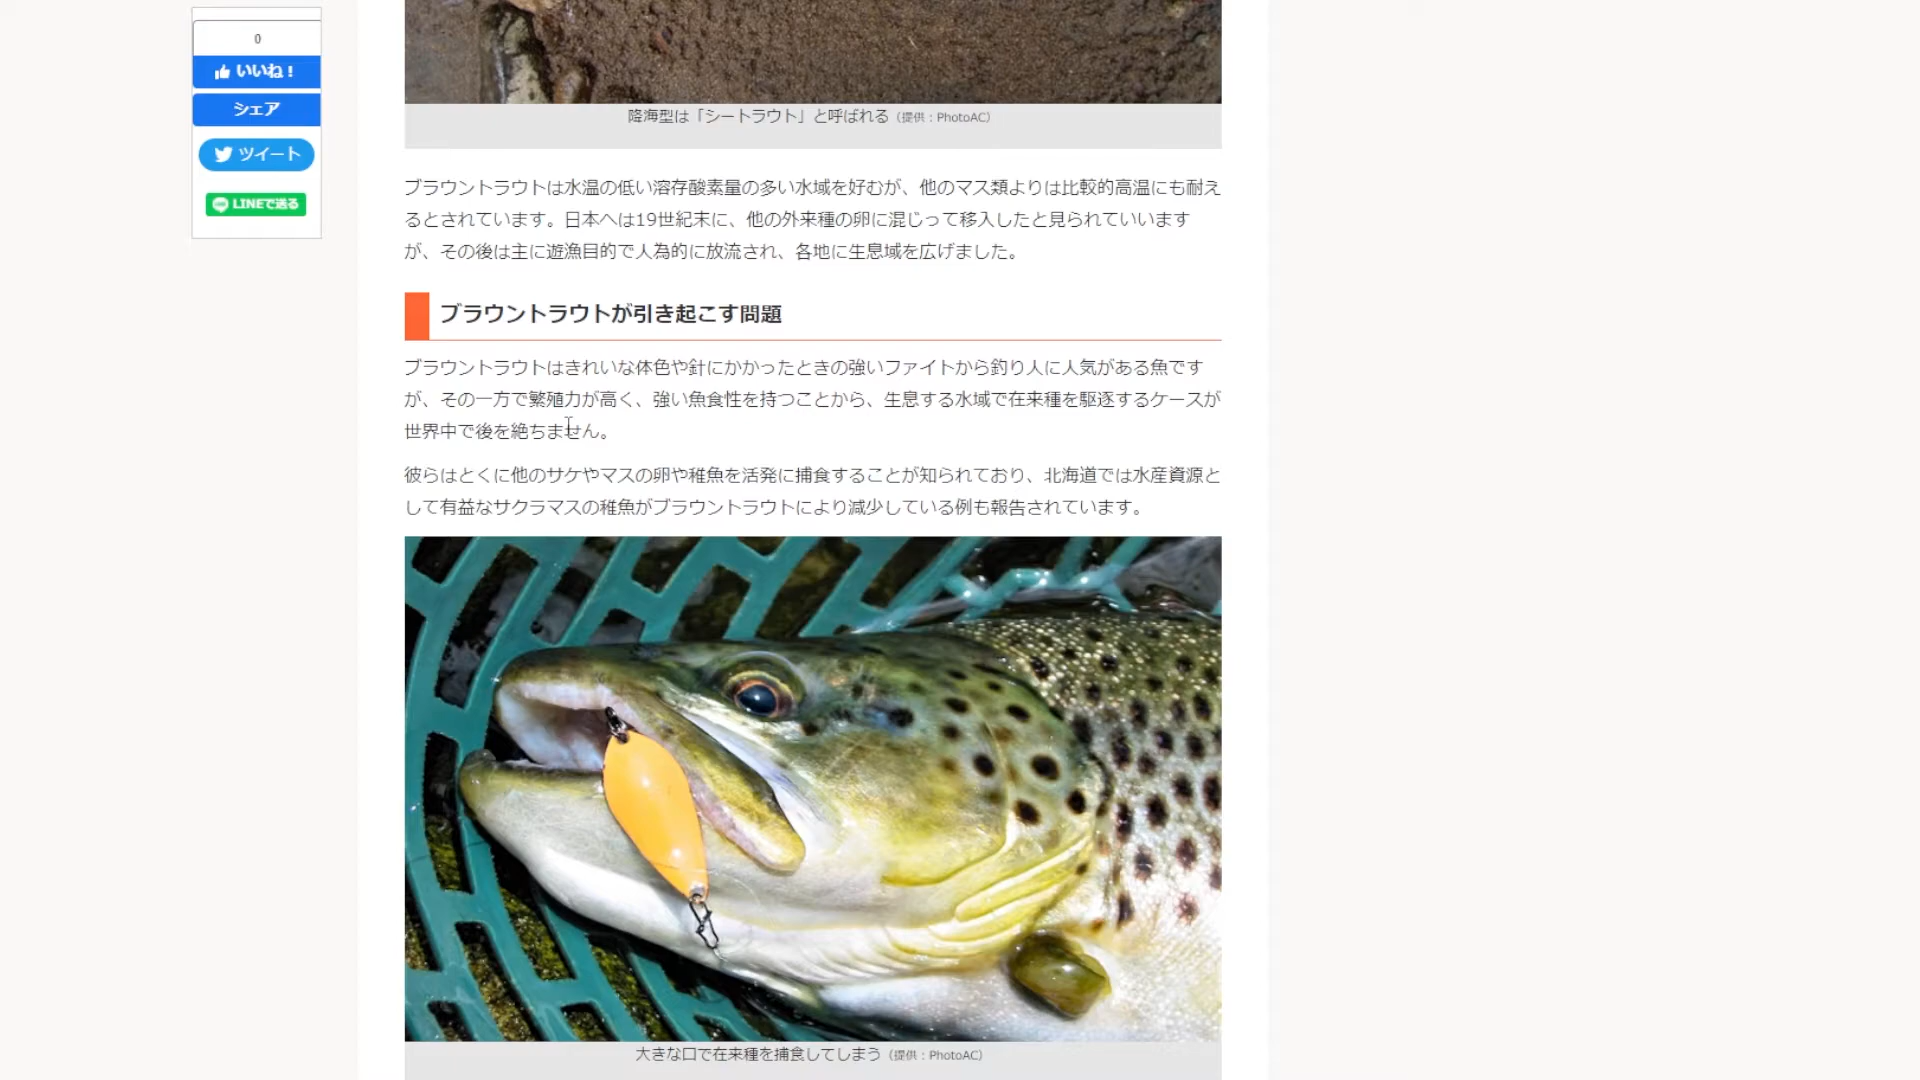 0
いいね！
シェア
ツイート
LINEで送る
降海型は「シートラウト」と呼ばれる（提供：PhotoAC）
ブラウントラウトは水温の低い溶存酸素量の多い水域を好むが、他のマス類よりは比較的高温にも耐え
るとされています。日本へは19世紀末に、他の外来種の卵に混じって移入したと見られていいます
が、その後は主に遊漁目的で人為的に放流され、各地に生息域を広げました。
ブラウントラウトが引き起こす問題
ブラウントラウトはきれいな体色や針にかかったときの強いファイトから釣り人に人気がある魚です
が、その一方で繁殖力が高く、強い魚食性を持つことから、生息する水域で在来種を駆逐するケースが
世界中で後を絶ちません。
彼らはとくに他のサケやマスの卵や稚魚を活発に捕食することが知られており、北海道では水産資源と
して有益なサクラマスの稚魚がブラウントラウトにより減少している例も報告されています。
大きな口で在来種を捕食してしまう（提供：PhotoAC）